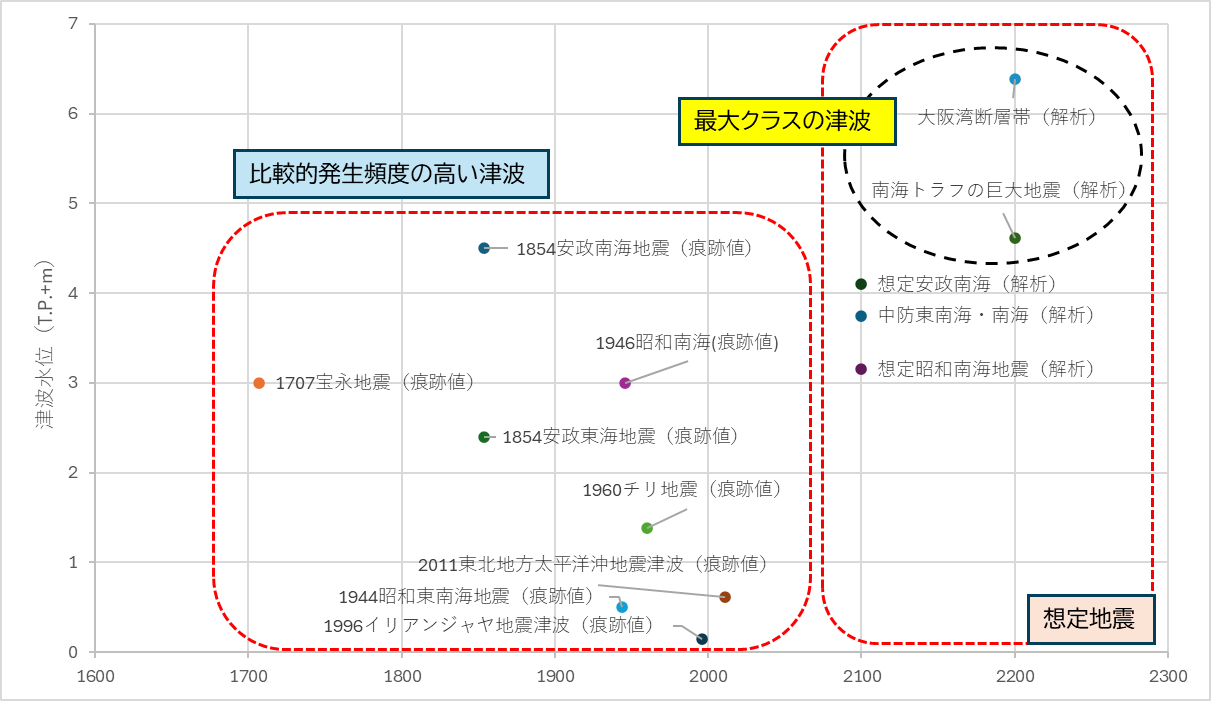 7
6
5
4
3
2
1
0
津波水位（T.P.+m）
最大クラスの津波
大阪湾断層帯（解析）
比較的発生頻度の高い津波
南海トラフの巨大地震（解析）
1854安政南海地震（痕跡値）
想定安政南海（解析）
中防東南海・南海（解析）
1946昭和南海(痕跡値)
想定昭和南海地震（解析）
1707宝永地震（痕跡値）
1854安政東海地震（痕跡値）
1960チリ地震（痕跡値）
2011東北地方太平洋沖地震津波（痕跡値）
1944昭和東南海地震（痕跡値）
1996イリアンジャヤ地震津波（痕跡値）
想定地震
1600 1700 1800 1900 2000 2100 2200 2300